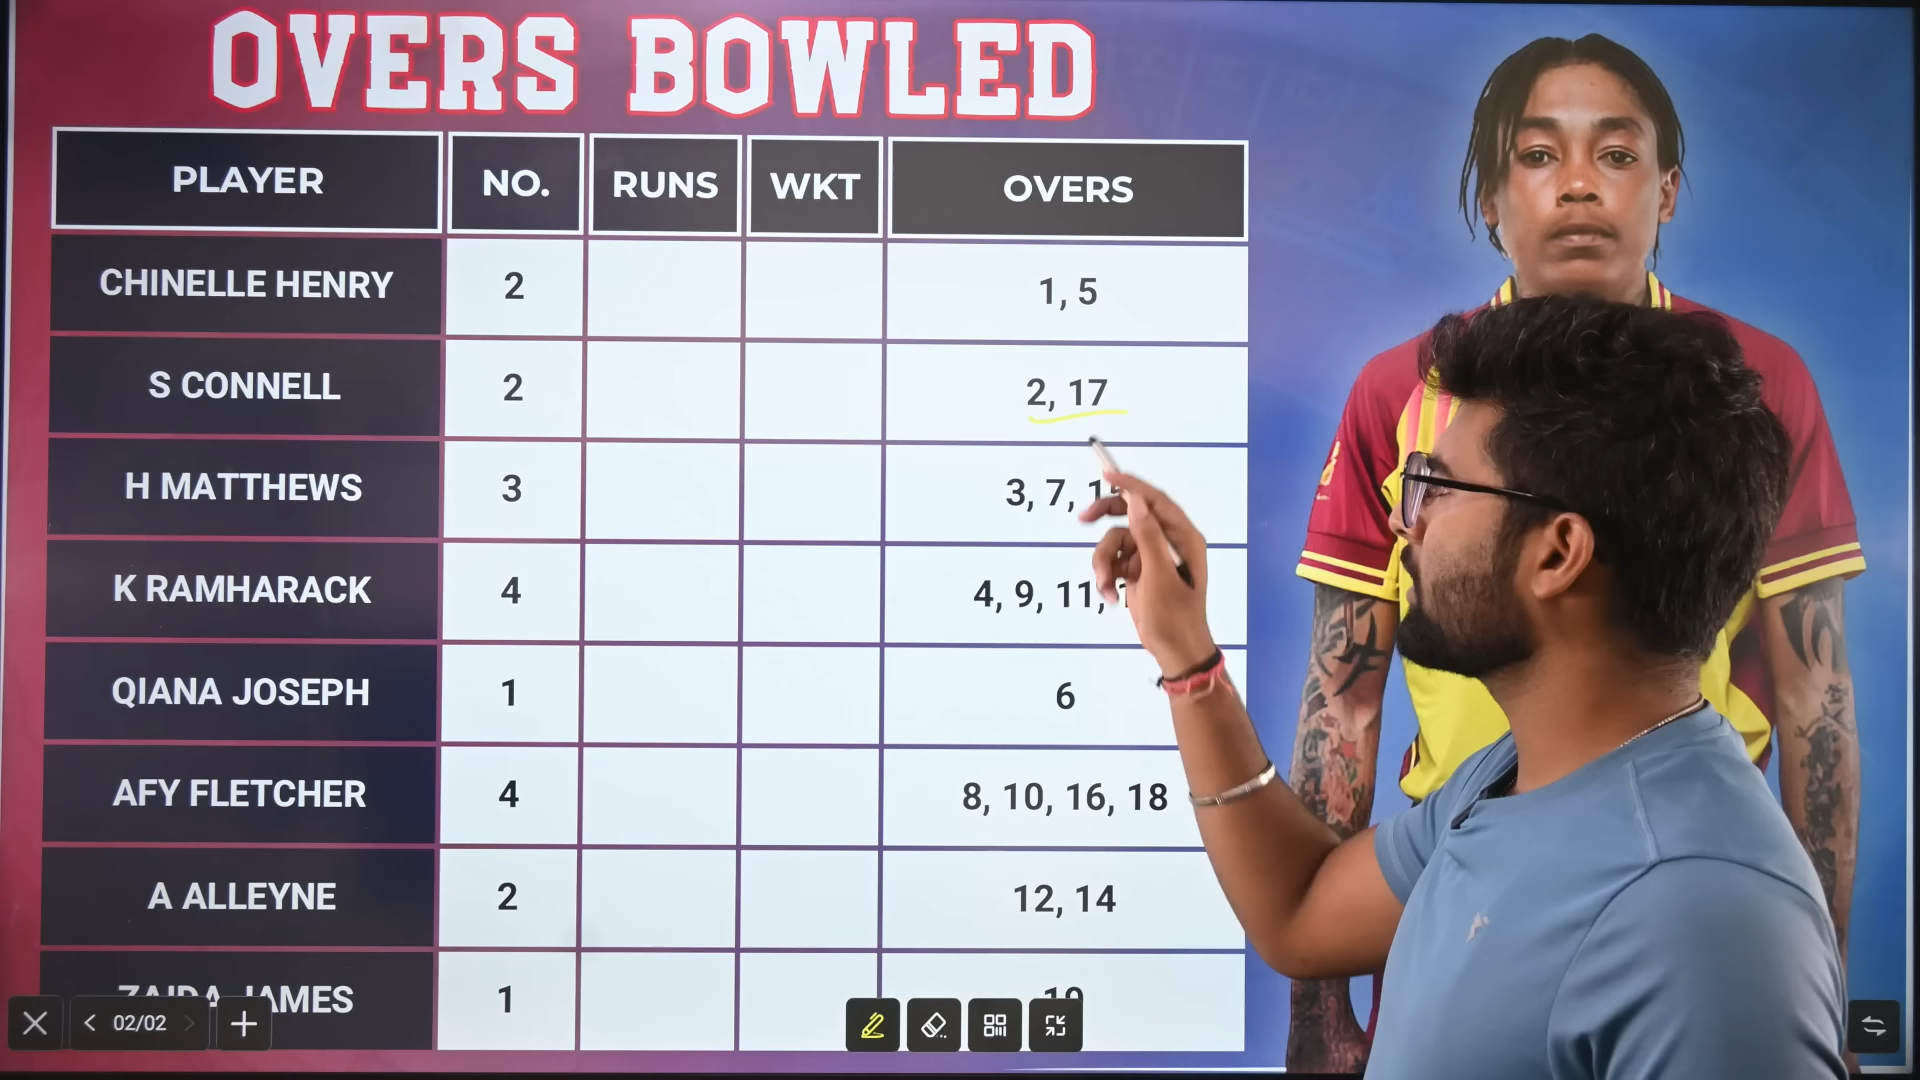 OVERS BOWLED
PLAYER NO. RUNS WKT OVERS
CHINELLE HENRY 2 1, 5
S CONNELL 2 2, 17
H MATTHEWS 3 3, 7,
K RAMHARACK 4 4, 9, 11,
QIANA JOSEPH 1 6
AFY FLETCHER 4 8, 10, 16, 18
A ALLEYNE 2 12, 14
JAMES 1 19
02/02